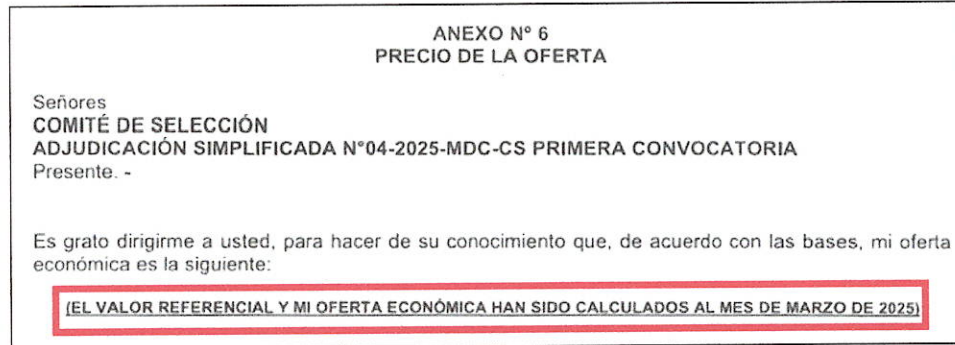 ANEXO Nº 6
PRECIO DE LA OFERTA
Señores
COMITÉ DE SELECCIÓN
ADJUDICACIÓN SIMPLIFICADA N°04-2025-MDC-CS PRIMERA CONVOCATORIA
Presente. -
Es grato dirigirme a usted, para hacer de su conocimiento que, de acuerdo con las bases, mi oferta
económica es la siguiente:
(EL VALOR REFERENCIAL Y MI OFERTA ECONÓMICA HAN SIDO CALCULADOS AL MES DE MARZO DE 2025)